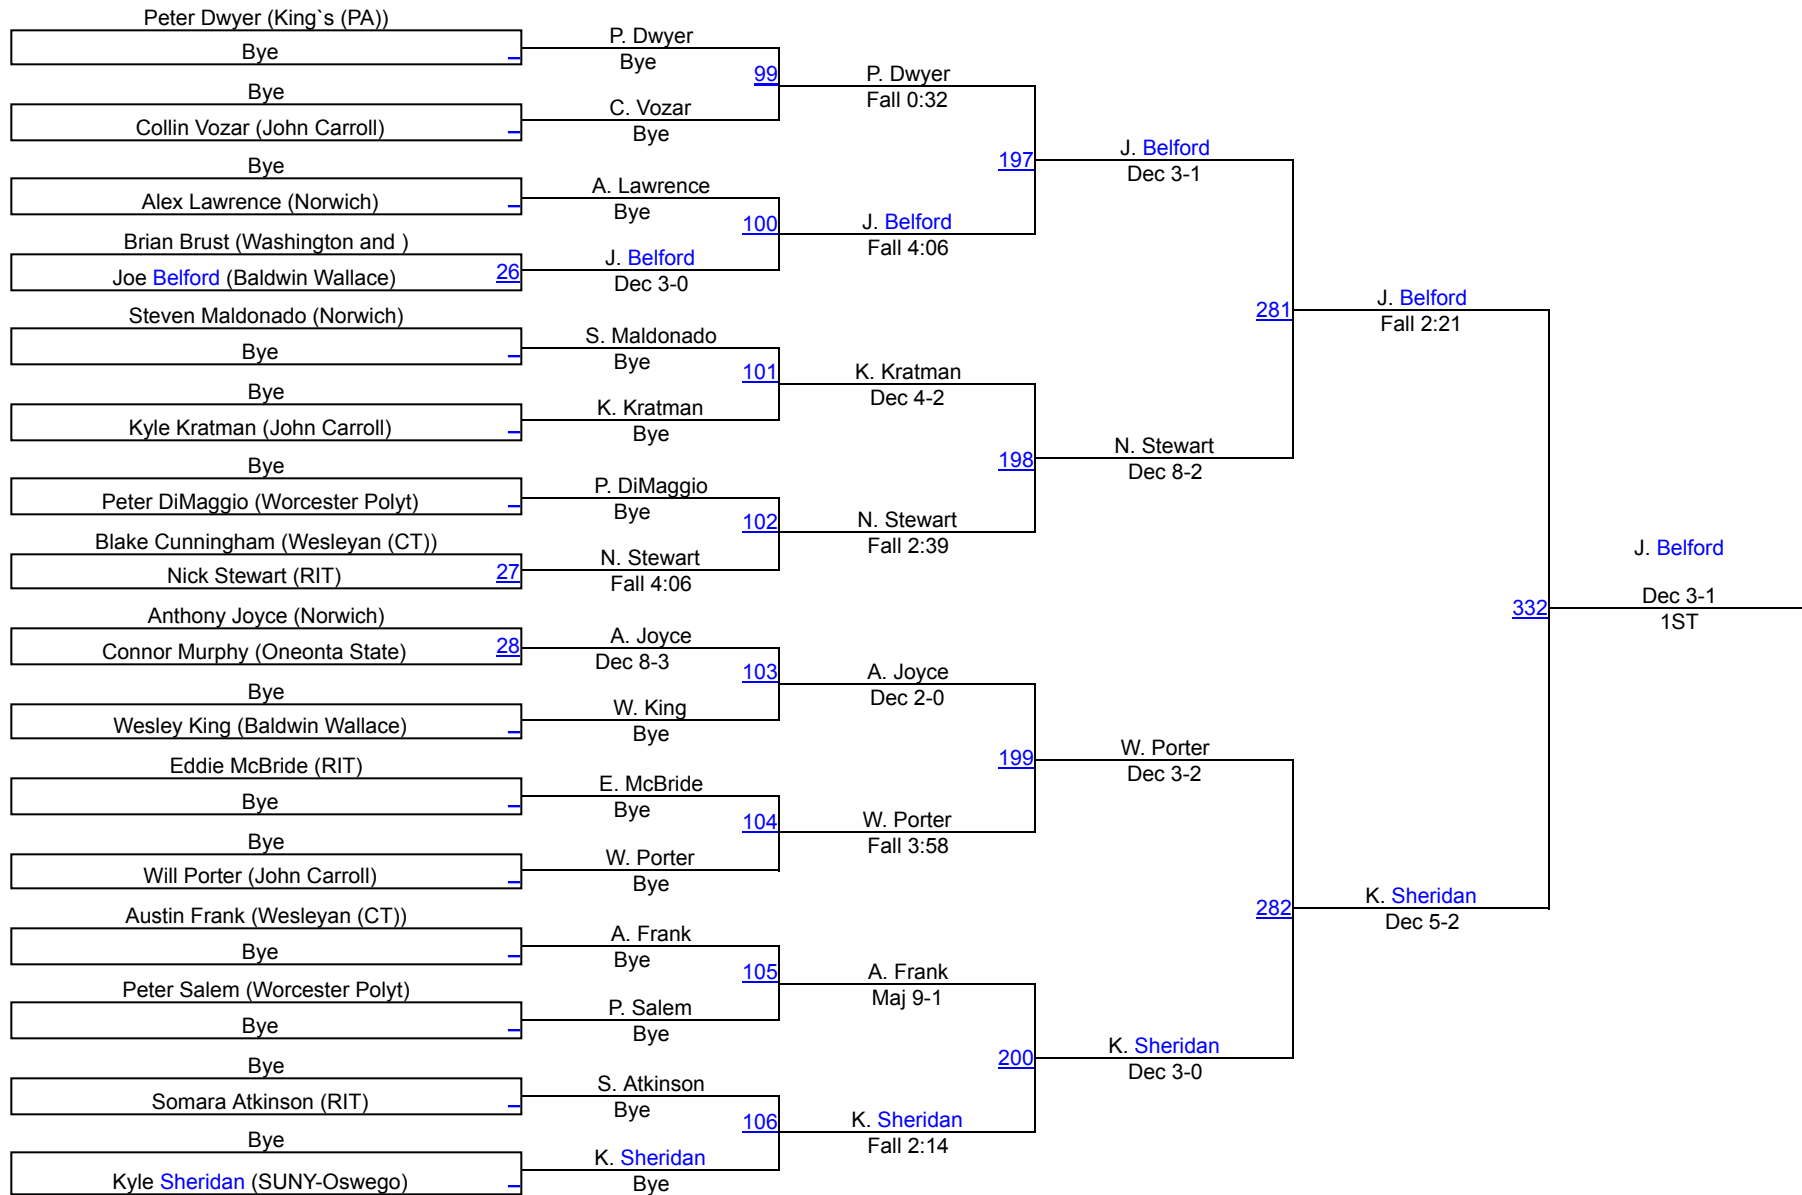 Peter Dwyer (King`s (PA))
Bye
Bye
Collin Vozar (John Carroll)
Bye
Alex Lawrence (Norwich)
Brian Brust (Washington and )
Joe Belford (Baldwin Wallace) 26
Steven Maldonado (Norwich)
Bye
Bye
Kyle Kratman (John Carroll)
Bye
Peter DiMaggio (Worcester Polyt)
Blake Cunningham (Wesleyan (CT))
Nick Stewart (RIT) 27
Anthony Joyce (Norwich)
Connor Murphy (Oneonta State) 28
Bye
Wesley King (Baldwin Wallace)
Eddie McBride (RIT)
Bye
Bye
Will Porter (John Carroll)
Austin Frank (Wesleyan (CT))
Bye
Peter Salem (Worcester Polyt)
Bye
Bye
Somara Atkinson (RIT)
Bye
Kyle Sheridan (SUNY-Oswego)
P. Dwyer
Bye
99
C. Vozar
Bye
A. Lawrence
Bye
100
J. Belford
Dec 3-0
S. Maldonado
Bye
101
K. Kratman
Bye
P. DiMaggio
Bye
102
N. Stewart
Fall 4:06
A. Joyce
Dec 8-3
103
W. King
Bye
E. McBride
Bye
104
W. Porter
Bye
A. Frank
Bye
105
P. Salem
Bye
S. Atkinson
Bye
106
K. Sheridan
Bye
P. Dwyer
Fall 0:32
197
J. Belford
Fall 4:06
K. Kratman
Dec 4-2
198
N. Stewart
Fall 2:39
A. Joyce
Dec 2-0
199
W. Porter
Fall 3:58
A. Frank
Maj 9-1
200
K. Sheridan
Fall 2:14
J. Belford
Dec 3-1
281
N. Stewart
Dec 8-2
W. Porter
Dec 3-2
282
K. Sheridan
Dec 3-0
J. Belford
Fall 2:21
332
K. Sheridan
Dec 5-2
J. Belford
Dec 3-1
1ST